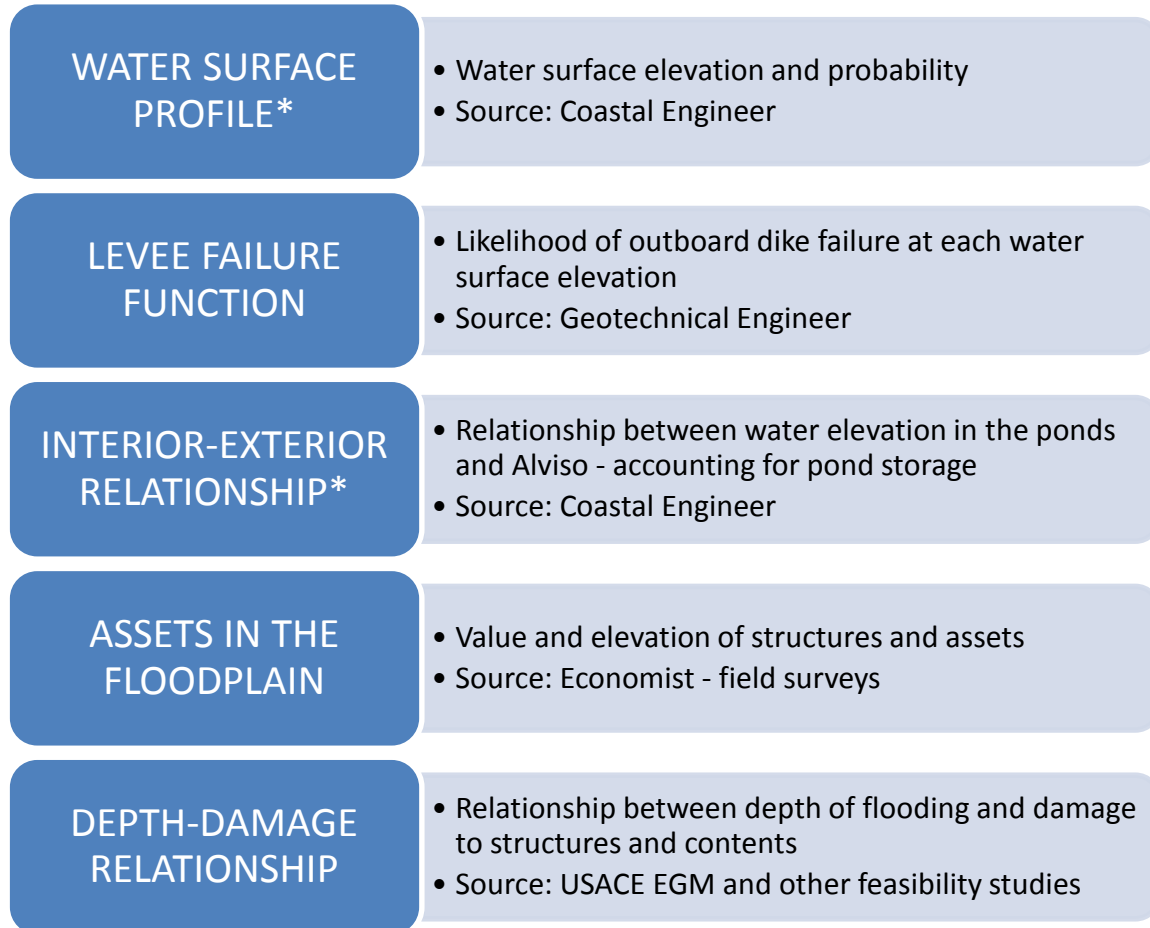 WATER SURFACE
PROFILE*
• Water surface elevation and probability
• Source: Coastal Engineer
LEVEE FAILURE
FUNCTION
• Likelihood of outboard dike failure at each water
surface elevation
• Source: Geotechnical Engineer
INTERIOR-EXTERIOR
RELATIONSHIP*
• Relationship between water elevation in the ponds
and Alviso - accounting for pond storage
• Source: Coastal Engineer
ASSETS IN THE
FLOODPLAIN
• Value and elevation of structures and assets
• Source: Economist - field surveys
DEPTH-DAMAGE
RELATIONSHIP
• Relationship between depth of flooding and damage
to structures and contents
• Source: USACE EGM and other feasibility studies